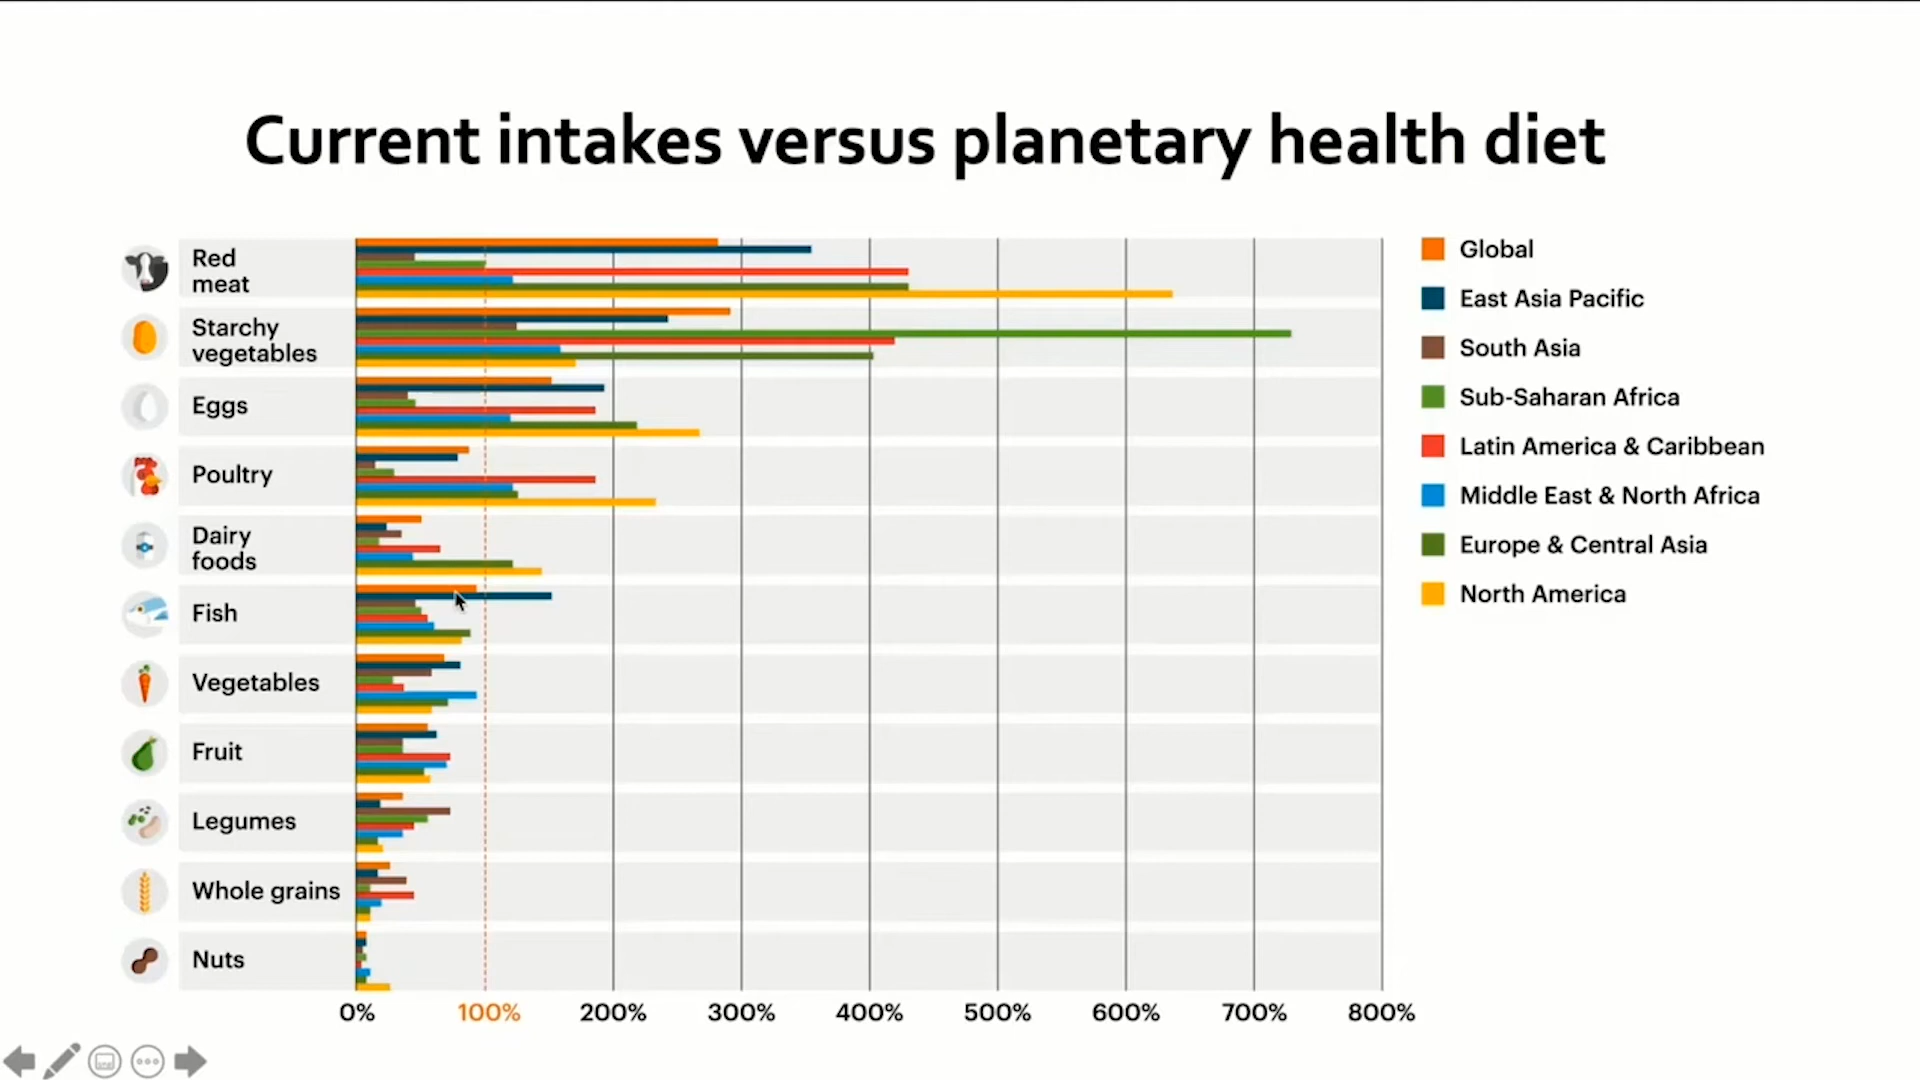 Current intakes versus planetary health diet
Red
meat
Starchy
vegetables
Eggs
Poultry
Dairy
foods
Fish
Vegetables
Fruit
Legumes
Whole grains
Nuts
0%
100%
200%
300%
400%
500%
600%
700%
800%
Global
East Asia Pacific
South Asia
Sub-Saharan Africa
Latin America & Caribbean
Middle East & North Africa
Europe & Central Asia
North America